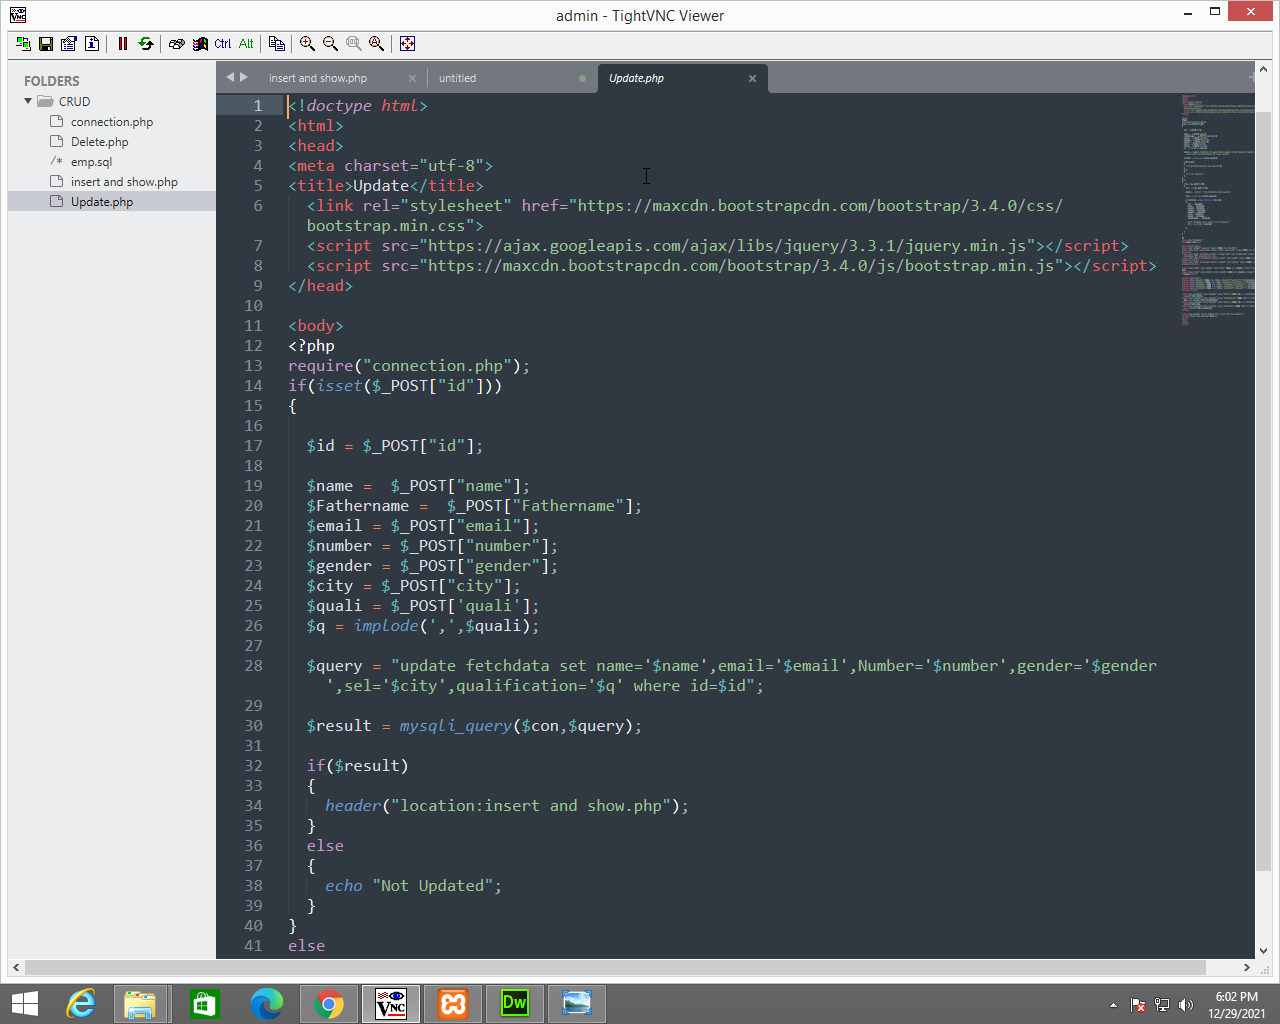 admin - TightVNC Viewer
Ctrl Alt
FOLDERS
CRUD
connection.php
Delete.php
/* emp.sql
insert and show.php
Update.php
insert and show.php
untitled
Update.php
1 <!doctype html>
2 <html>
3 <head>
4 <meta charset="utf-8">
5 <title>Update</title>
6 <link rel="stylesheet" href="https://maxcdn.bootstrapcdn.com/bootstrap/3.4.0/css/
bootstrap.min.css">
7 <script src="https://ajax.googleapis.com/ajax/libs/jquery/3.3.1/jquery.min.js"></script>
8 <script src="https://maxcdn.bootstrapcdn.com/bootstrap/3.4.0/js/bootstrap.min.js"></script>
9 </head>
10
11 <body>
12 <?php
13 require("connection.php");
14 if(isset($_POST["id"]))
15 {
16
17 $id = $_POST["id"];
18
19 $name =  $_POST["name"];
20 $Fathername =  $_POST["Fathername"];
21 $email = $_POST["email"];
22 $number = $_POST["number"];
23 $gender = $_POST["gender"];
24 $city = $_POST["city"];
25 $quali = $_POST['quali'];
26 $q = implode(',',$quali);
27
28 $query = "update fetchdata set name='$name',email='$email',Number='$number',gender='$gender
',sel='$city',qualification='$q' where id=$id";
29
30 $result = mysqli_query($con,$query);
31
32 if($result)
33 {
34 header("location:insert and show.php");
35 }
36 else
37 {
38 echo "Not Updated";
39 }
40 }
41 else
VNC
Dw
6:02 PM
12/29/2021